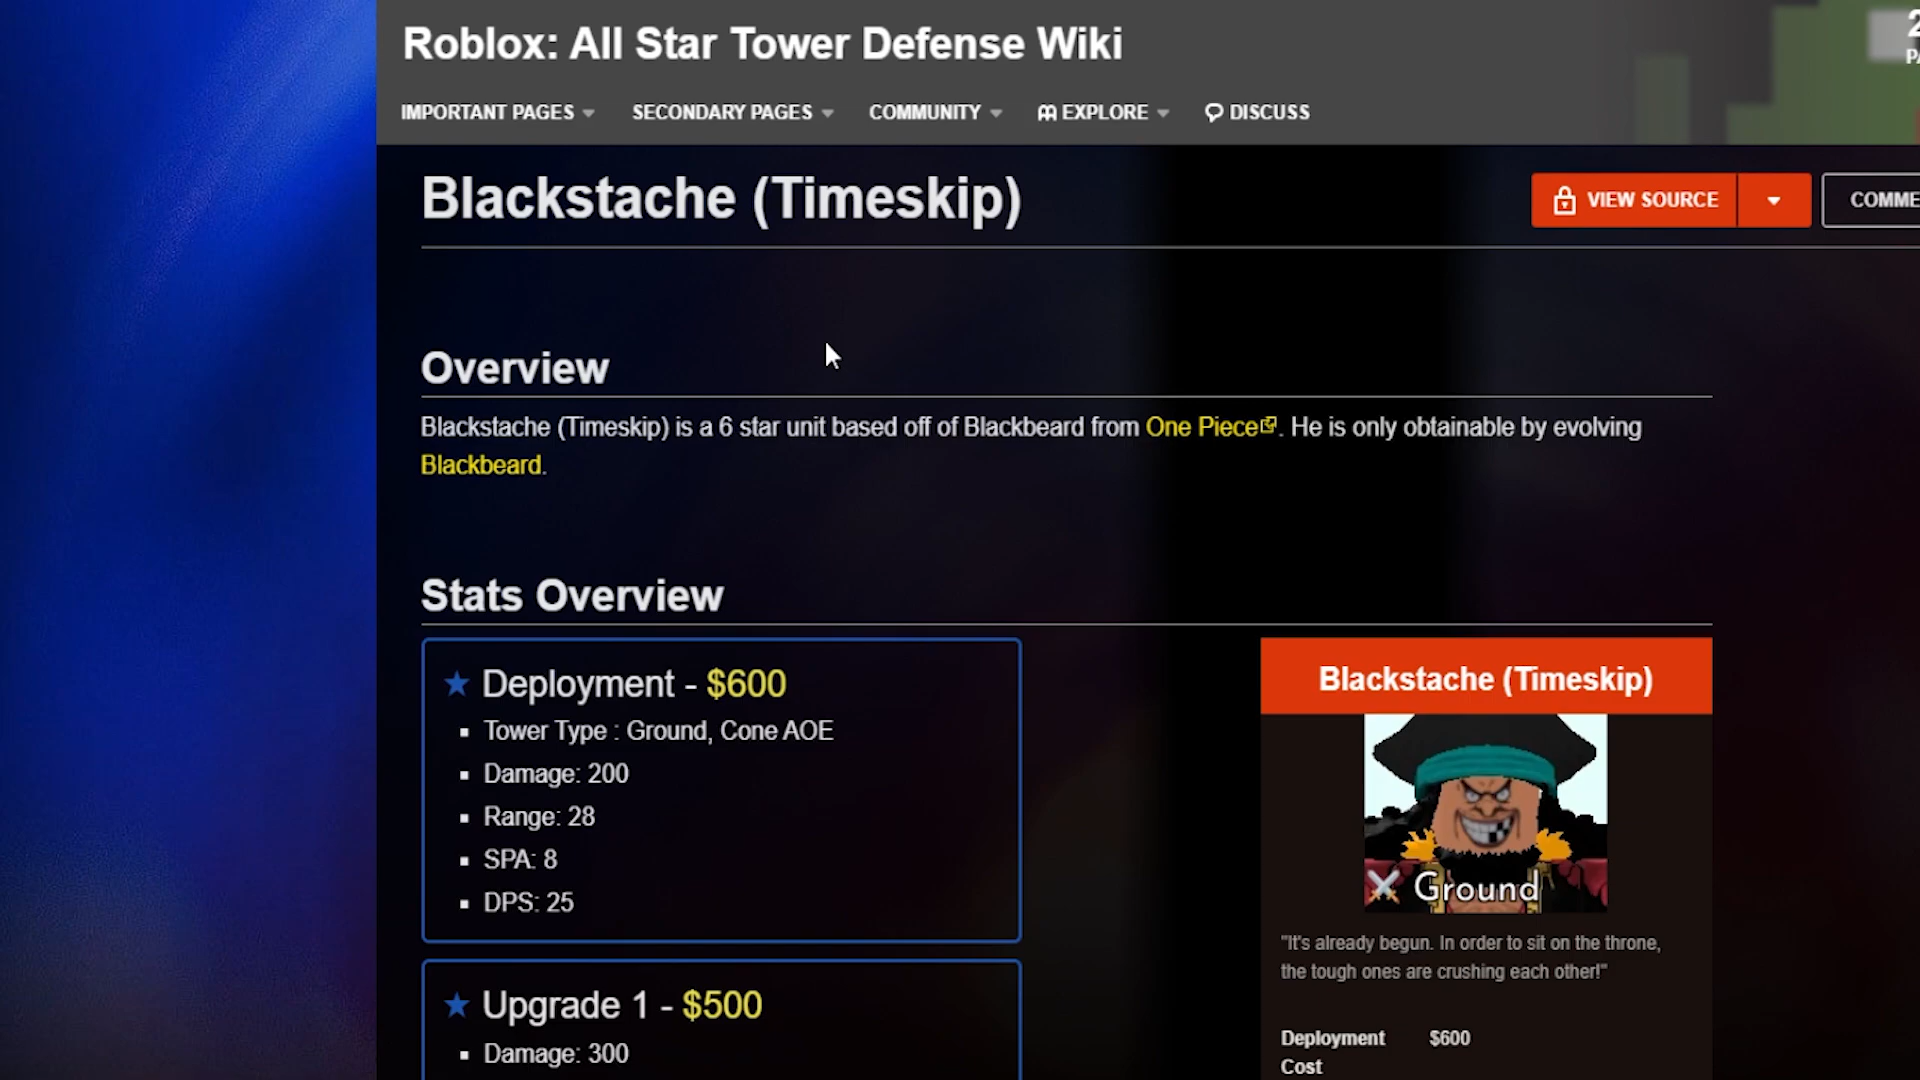 Roblox: All Star Tower Defense Wiki
IMPORTANT PAGES SECONDARY PAGES COMMUNITY EXPLORE DISCUSS
Blackstache (Timeskip)
VIEW SOURCE
Overview
Blackstache (Timeskip) is a 6 star unit based off of Blackbeard from One Piece. He is only obtainable by evolving
Blackbeard.
Stats Overview
Deployment - $600
Tower Type : Ground, Cone AOE
Damage: 200
Range: 28
SPA: 8
DPS: 25
Upgrade 1 - $500
Damage: 300
Blackstache (Timeskip)
Ground
"It's already begun. In order to sit on the throne,
the tough ones are crushing each other!"
Deployment $600
Cost